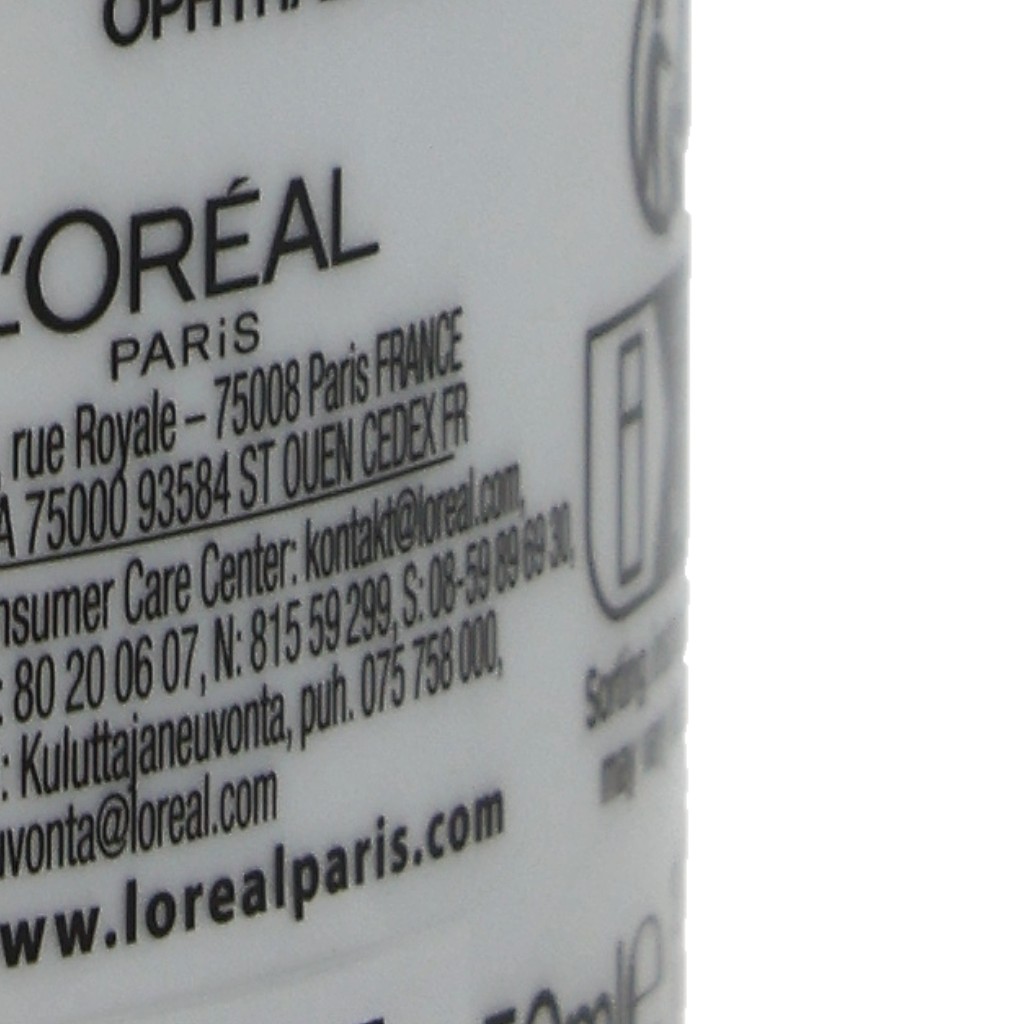 L'ORÉAL
PARiS
rue Royale – 75008 Paris FRANCE
75000 93584 ST OUEN CEDEX FR
Care Center: kontakt@loreal.com,
80 20 06 07, N: 815 59 299, S: 08-59 89 69 30,
: Kuluttajaneuvonta, puh. 075 758 000,
uvonta@loreal.com
www.lorealparis.com
Sorting
may